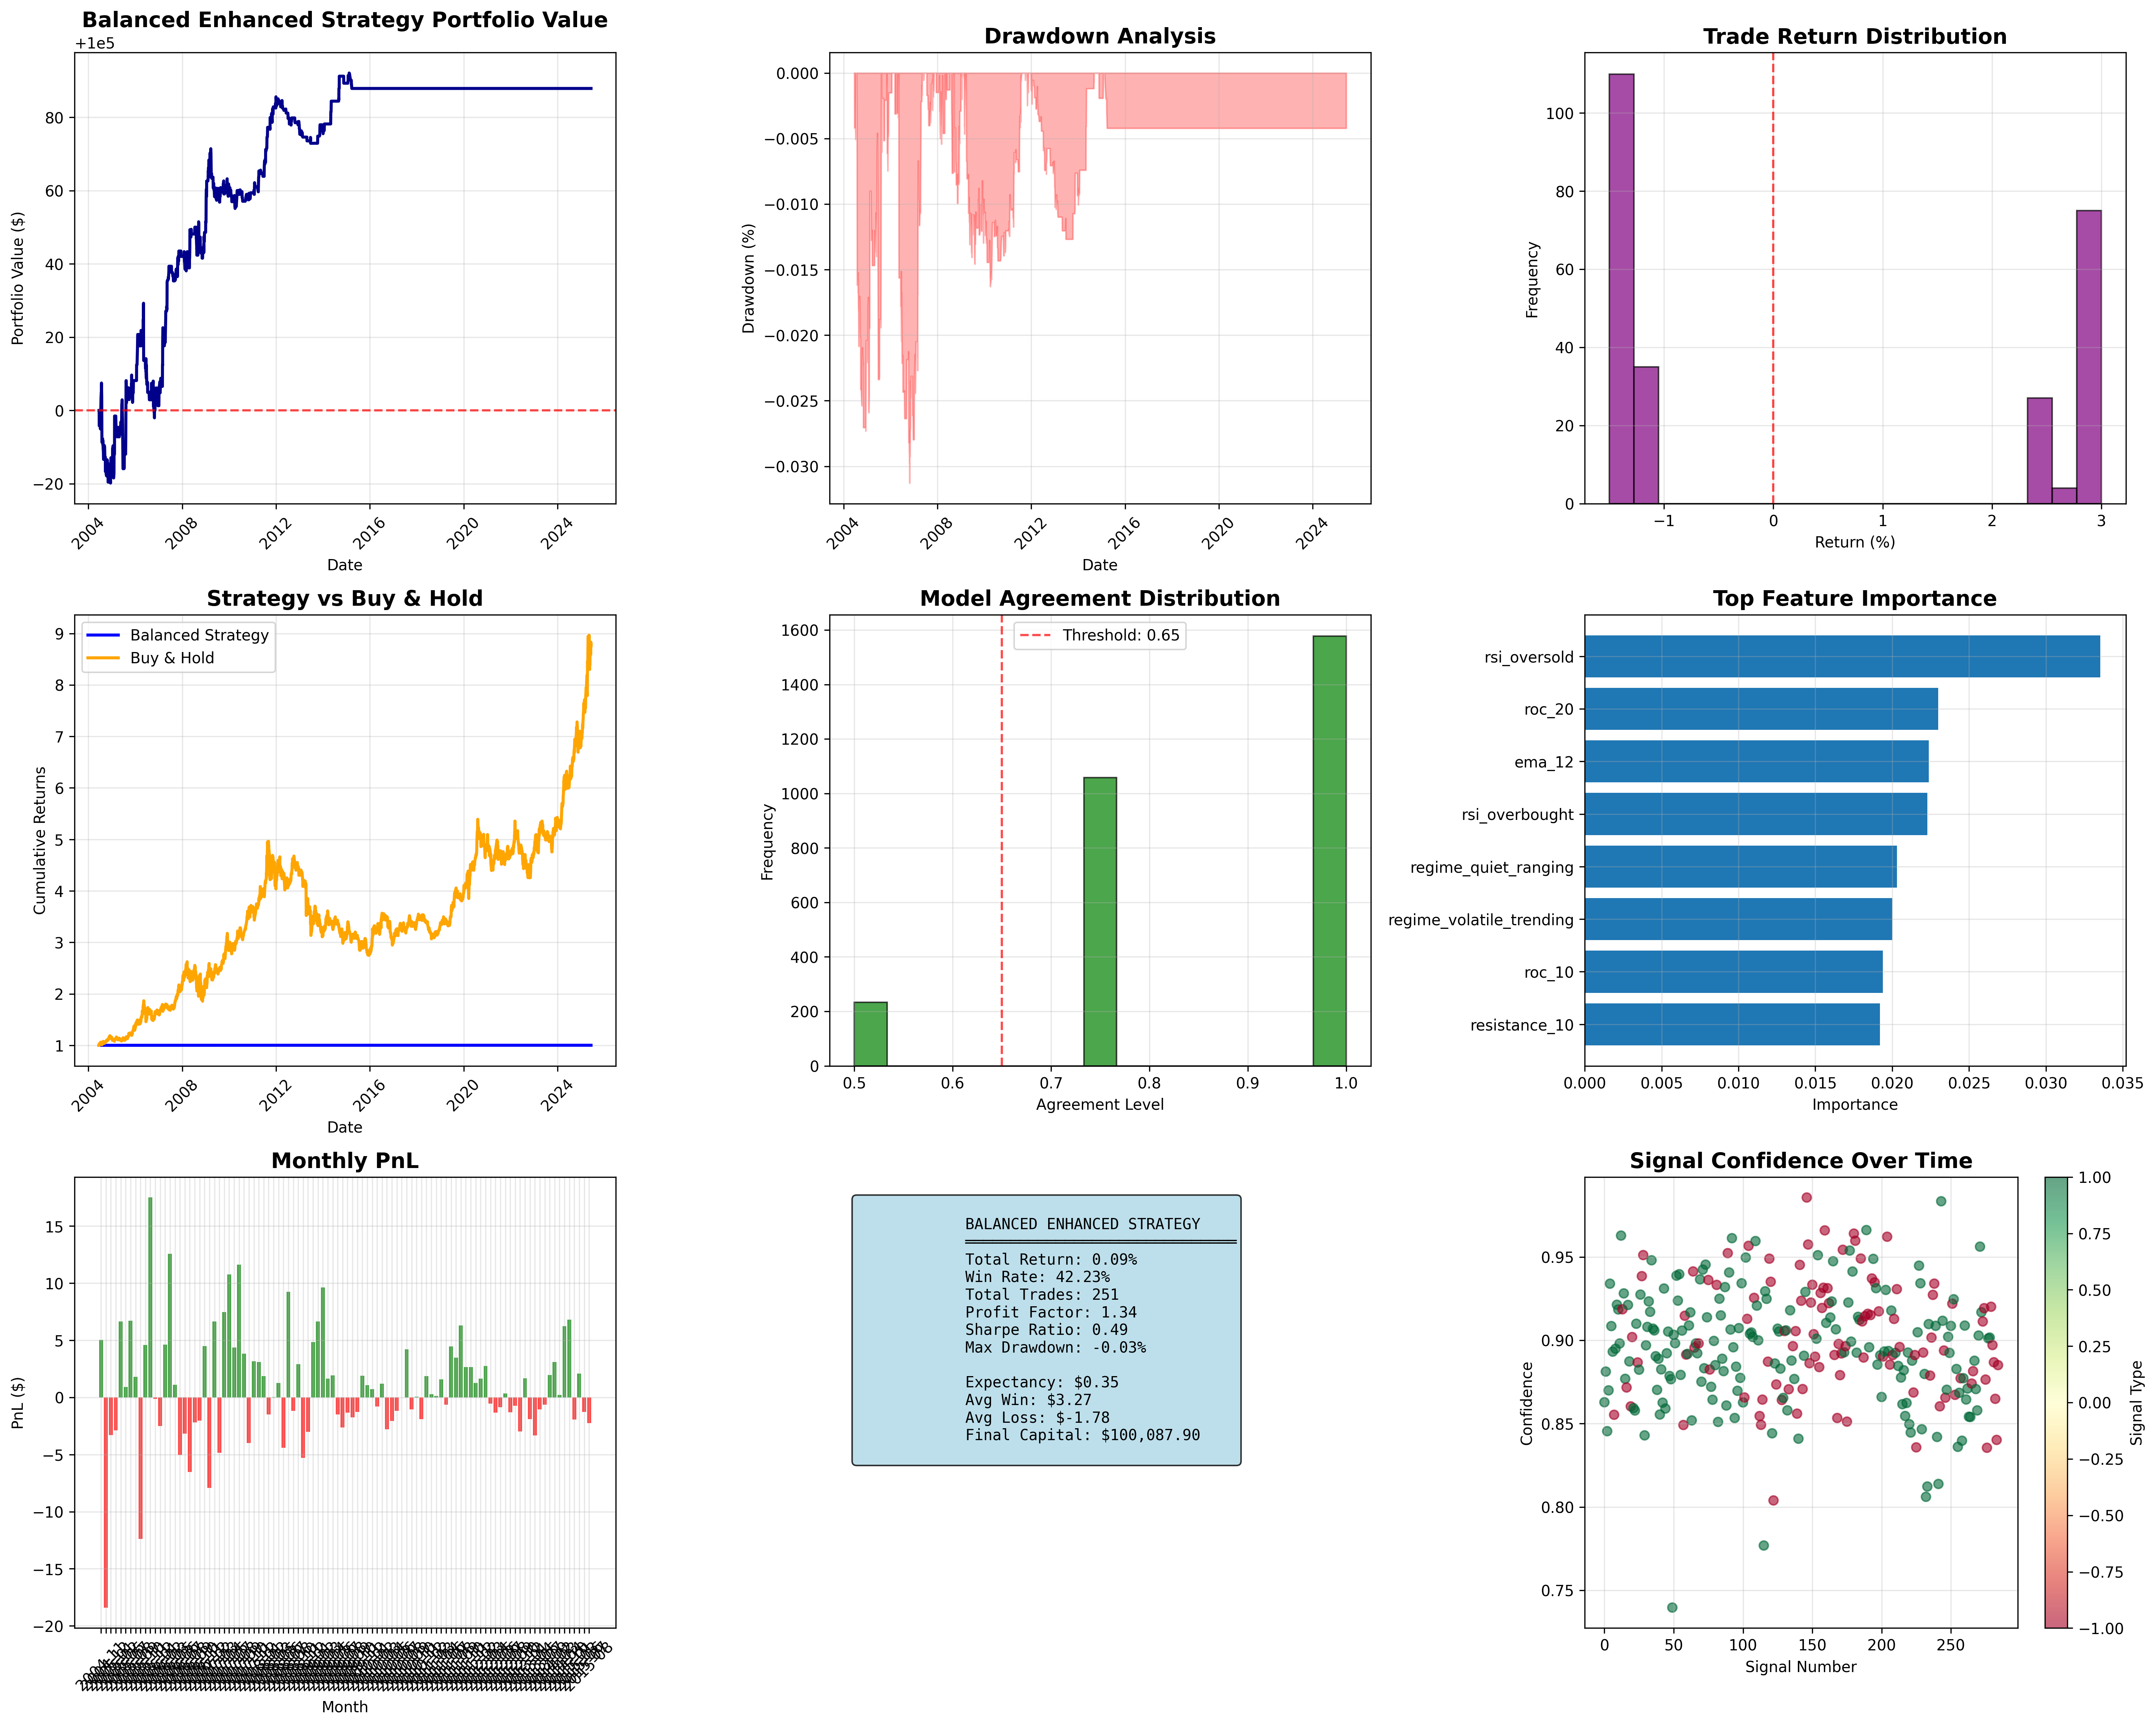 Balanced Enhanced Strategy Portfolio Value
+1e5
80
60
40
20
0
−20
Portfolio Value ($)
2004
2008
2012
2016
2020
2024
Date
Drawdown Analysis
0.000
−0.005
−0.010
−0.015
−0.020
−0.025
−0.030
Drawdown (%)
2004
2008
2012
2016
2020
2024
Date
Trade Return Distribution
100
80
60
40
20
0
Frequency
−1
0
1
2
3
Return (%)
Strategy vs Buy & Hold
Balanced Strategy
Buy & Hold
9
8
7
6
5
4
3
2
1
Cumulative Returns
2004
2008
2012
2016
2020
2024
Date
Model Agreement Distribution
Threshold: 0.65
1600
1400
1200
1000
800
600
400
200
0
Frequency
0.5
0.6
0.7
0.8
0.9
1.0
Agreement Level
Top Feature Importance
rsi_oversold
roc_20
ema_12
rsi_overbought
regime_quiet_ranging
regime_volatile_trending
roc_10
resistance_10
0.000
0.005
0.010
0.015
0.020
0.025
0.030
0.035
Importance
Monthly PnL
15
10
5
0
−5
−10
−15
−20
PnL ($)
Month
BALANCED ENHANCED STRATEGY
Total Return: 0.09%
Win Rate: 42.23%
Total Trades: 251
Profit Factor: 1.34
Sharpe Ratio: 0.49
Max Drawdown: -0.03%
Expectancy: $0.35
Avg Win: $3.27
Avg Loss: $-1.78
Final Capital: $100,087.90
Signal Confidence Over Time
0.95
0.90
0.85
0.80
0.75
Confidence
0
50
100
150
200
250
Signal Number
1.00
0.75
0.50
0.25
0.00
−0.25
−0.50
−0.75
−1.00
Signal Type